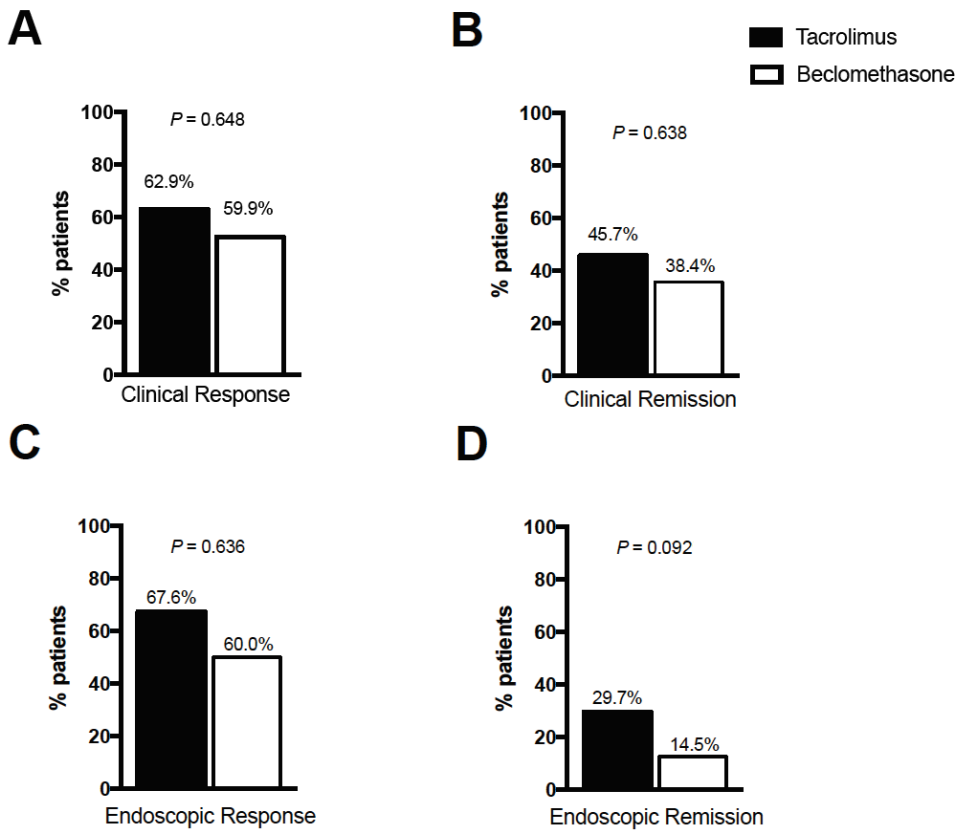 A
B
Tacrolimus
Beclomethasone
100
80
60
40
20
0
% patients
P = 0.648
62.9%
59.9%
Clinical Response
100
80
60
40
20
0
% patients
P = 0.638
45.7%
38.4%
Clinical Remission
C
D
100
80
60
40
20
0
% patients
P = 0.636
67.6%
60.0%
Endoscopic Response
100
80
60
40
20
0
% patients
P = 0.092
29.7%
14.5%
Endoscopic Remission